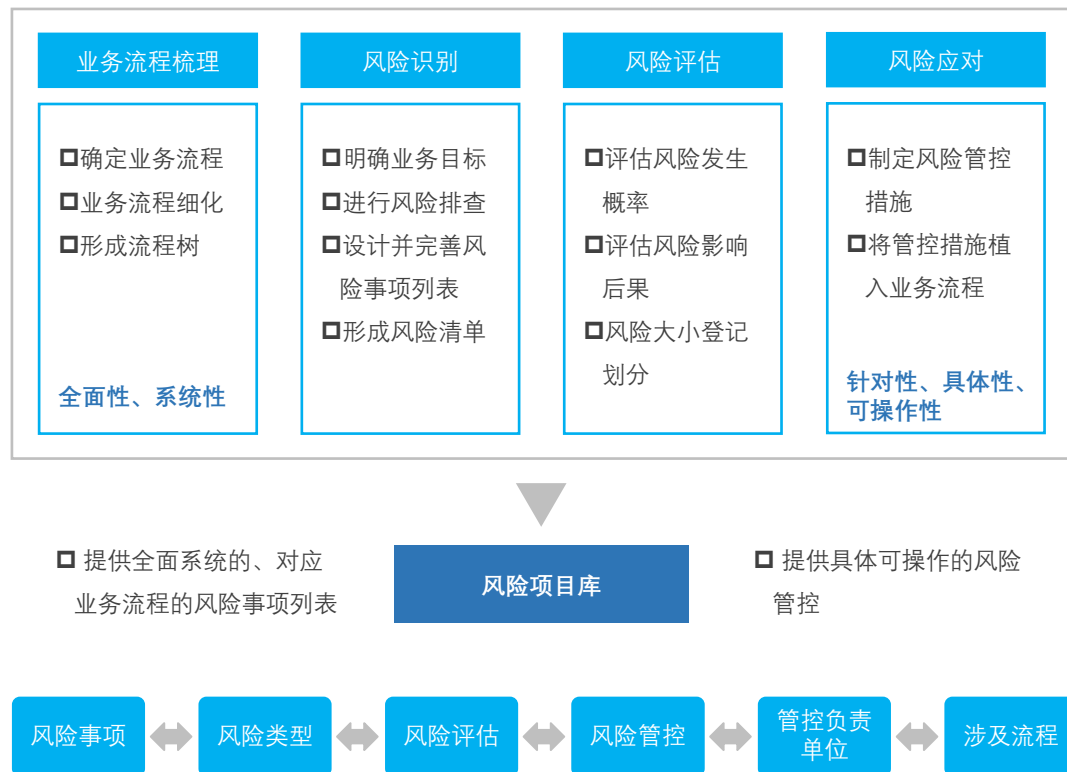 业务流程梳理
确定业务流程
业务流程细化
形成流程树
全面性、系统性
风险识别
明确业务目标
进行风险排查
设计并完善风
险事项列表
形成风险清单
风险评估
评估风险发生
概率
评估风险影响
后果
风险大小登记
划分
风险应对
制定风险管控
措施
将管控措施植
入业务流程
针对性、具体性、
可操作性
提供全面系统的、对应
业务流程的风险事项列表
风险项目库
提供具体可操作的风险
管控
风险事项
风险类型
风险评估
风险管控
管控负责
单位
涉及流程